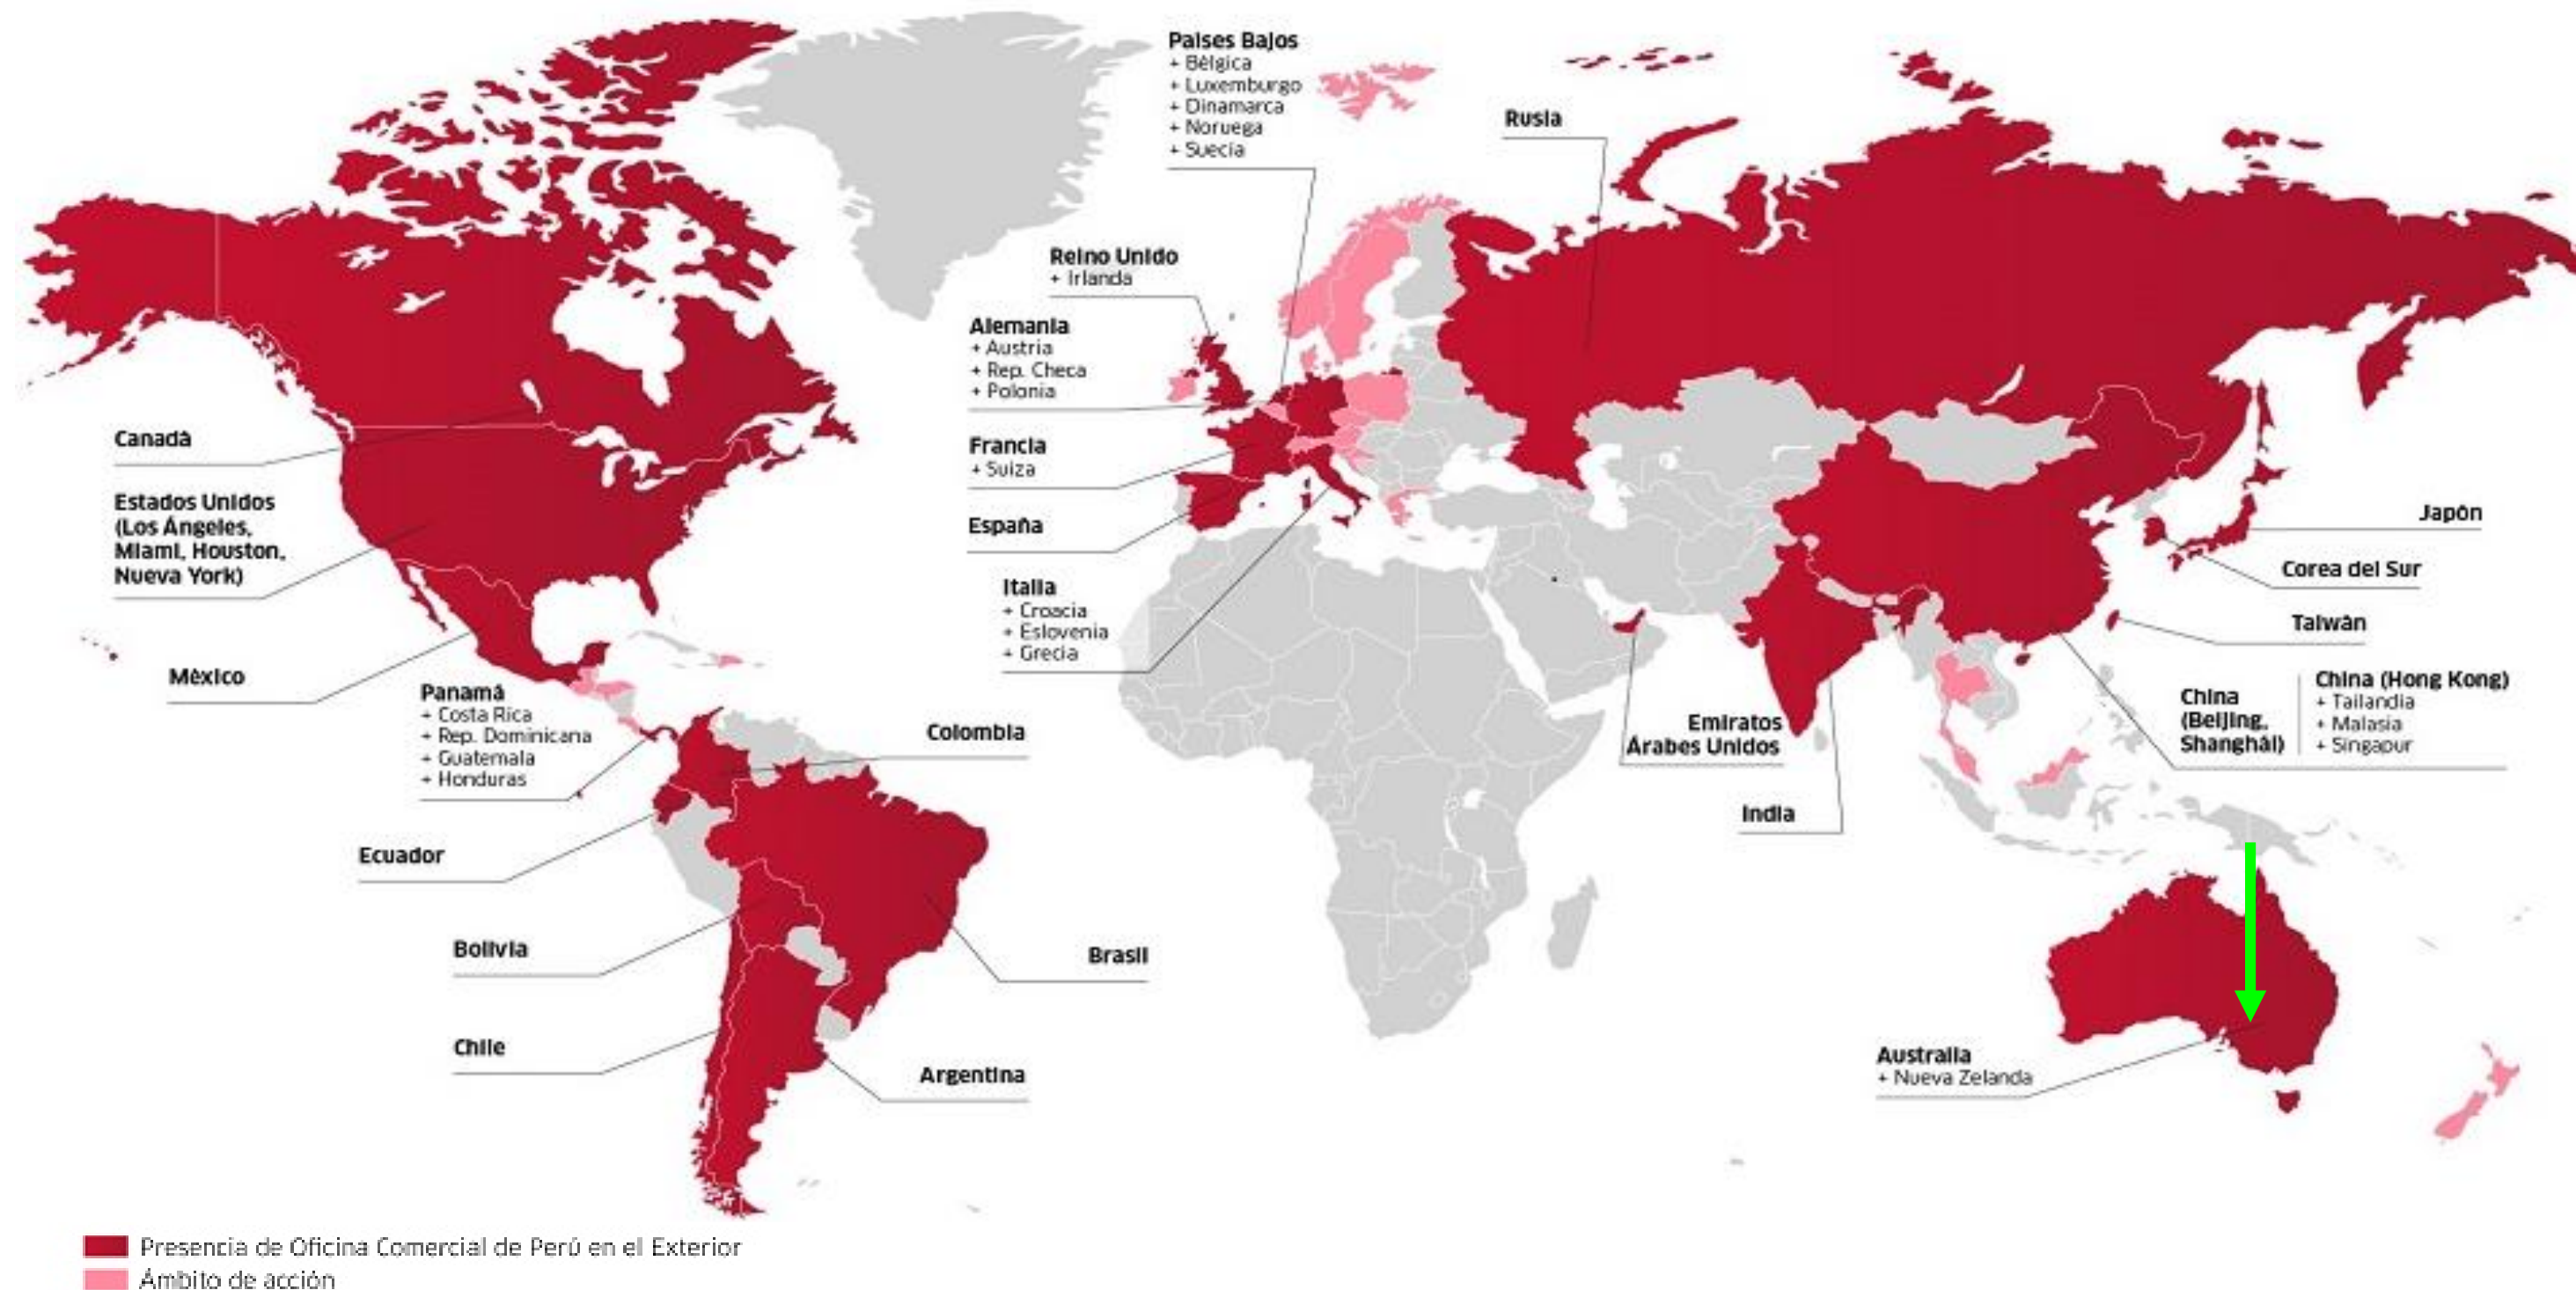 Países Bajos
+ Bélgica
+ Luxemburgo
+ Dinamarca
+ Noruega
+ Suecia
Rusia
Reino Unido
+ Irlanda
Alemania
+ Austria
+ Rep. Checa
+ Polonia
Francia
+ Suiza
España
Italia
+ Croacia
+ Eslovenia
+ Grecia
Canadá
Estados Unidos
(Los Ángeles,
Miami, Houston,
Nueva York)
México
Panamá
+ Costa Rica
+ Rep. Dominicana
+ Guatemala
+ Honduras
Colombia
Ecuador
Bolivia
Brasil
Chile
Argentina
Japón
Corea del Sur
Taiwán
China
(Beijing,
Shanghái)
China (Hong Kong)
+ Tailandia
+ Malasia
+ Singapur
Emiratos
Árabes Unidos
India
Australia
+ Nueva Zelanda
Presencia de Oficina Comercial de Perú en el Exterior
Ámbito de acción